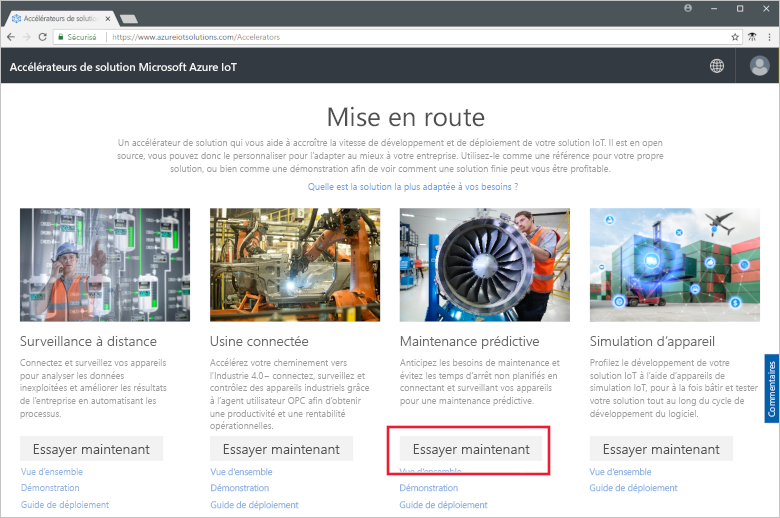 Accélérateurs de solution
Sécurisé
https://www.azureiotsolutions.com/Accelerators
Accélérateurs de solution Microsoft Azure IoT
Mise en route
Un accélérateur de solution qui vous aide à accroître la vitesse de développement et de déploiement de votre solution IoT. Il est en open
source, vous pouvez donc le personnaliser pour l'adapter au mieux à votre entreprise. Utilisez-le comme une référence pour votre propre
solution, ou bien comme une démonstration afin de voir comment une solution finie peut vous être profitable.
Quelle est la solution la plus adaptée à vos besoins ?
Surveillance à distance
Connectez et surveillez vos appareils
pour analyser les données
inexploitées et améliorer les résultats
de l'entreprise en automatisant les
processus.
Essayer maintenant
Vue d'ensemble
Démonstration
Guide de déploiement
Usine connectée
Accélérez votre cheminement vers
l'Industrie 4.0– connectez, surveillez et
contrôlez des appareils industriels grâce
à l'agent utilisateur OPC afin d'obtenir
une productivité et une rentabilité
opérationnelles.
Essayer maintenant
Vue d'ensemble
Démonstration
Guide de déploiement
Maintenance prédictive
Anticipez les besoins de maintenance et
évitez les temps d'arrêt non planifiés en
connectant et surveillant vos appareils
pour une maintenance prédictive.
Essayer maintenant
Vue d'ensemble
Démonstration
Guide de déploiement
Simulation d'appareil
Profilez le développement de votre
solution IoT à l'aide d'appareils de
simulation IoT, pour à la fois bâtir et tester
votre solution tout au long du cycle de
développement du logiciel.
Essayer maintenant
Vue d'ensemble
Guide de déploiement
Commentaires